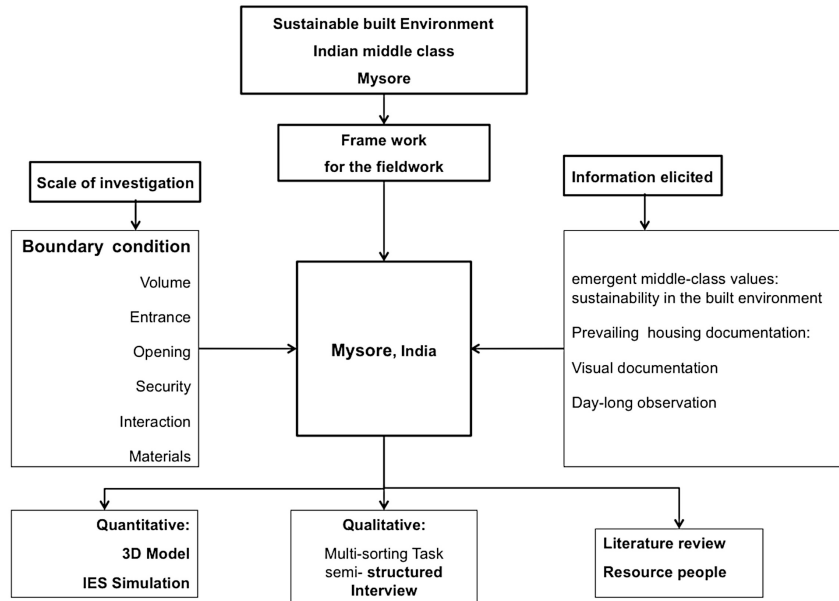 Sustainable built Environment
Indian middle class
Mysore
Frame work
for the fieldwork
Scale of investigation
Information elicited
Boundary condition
Volume
Entrance
Opening
Security
Interaction
Materials
Mysore, India
emergent middle-class values:
sustainability in the built environment
Prevailing housing documentation:
Visual documentation
Day-long observation
Quantitative:
3D Model
IES Simulation
Qualitative:
Multi-sorting Task
semi- structured
Interview
Literature review
Resource people